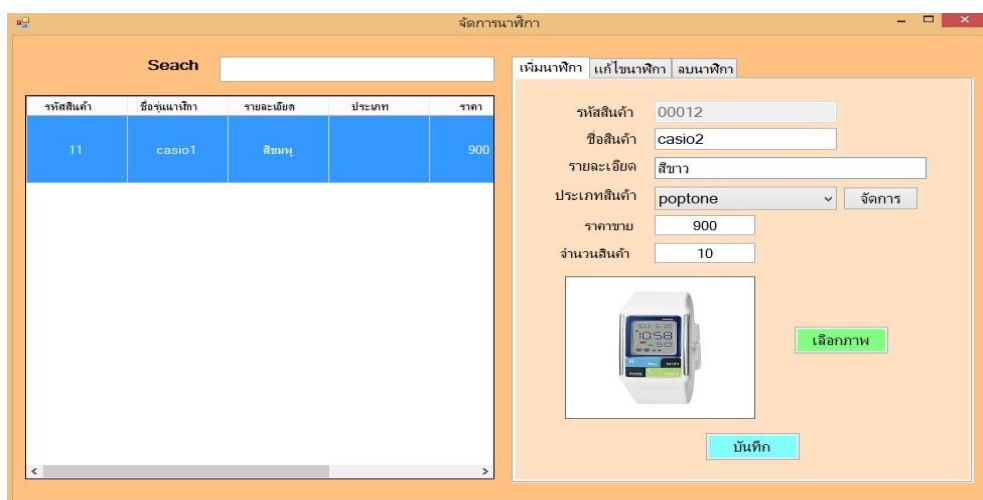 จัดการนาฬิกา
Seach
รหัสสินค้า ชื่อรุ่นนาฬิกา รายละเอียด ประเภท ราคา
11 casio1 สีชมพุ 900
เพิ่มนาฬิกา แก้ไขนาฬิกา ลบนาฬิกา
รหัสสินค้า 00012
ชื่อสินค้า casio2
รายละเอียด สีขาว
ประเภทสินค้า poptone จัดการ
ราคาขาย 900
จำนวนสินค้า 10
10:58
เลือกภาพ
บันทึก